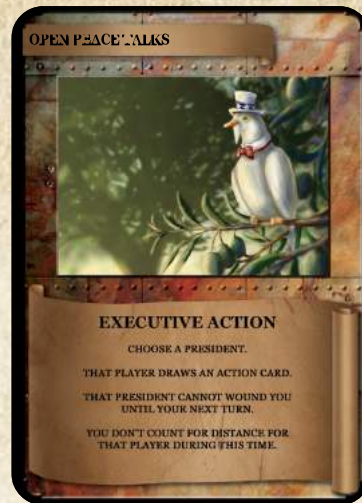 OPEN PEACE TALKS
EXECUTIVE ACTION
CHOOSE A PRESIDENT.
THAT PLAYER DRAWS AN ACTION CARD.
THAT PRESIDENT CANNOT WOUND YOU
UNTIL YOUR NEXT TURN.
YOU DON'T COUNT FOR DISTANCE FOR
THAT PLAYER DURING THIS TIME.